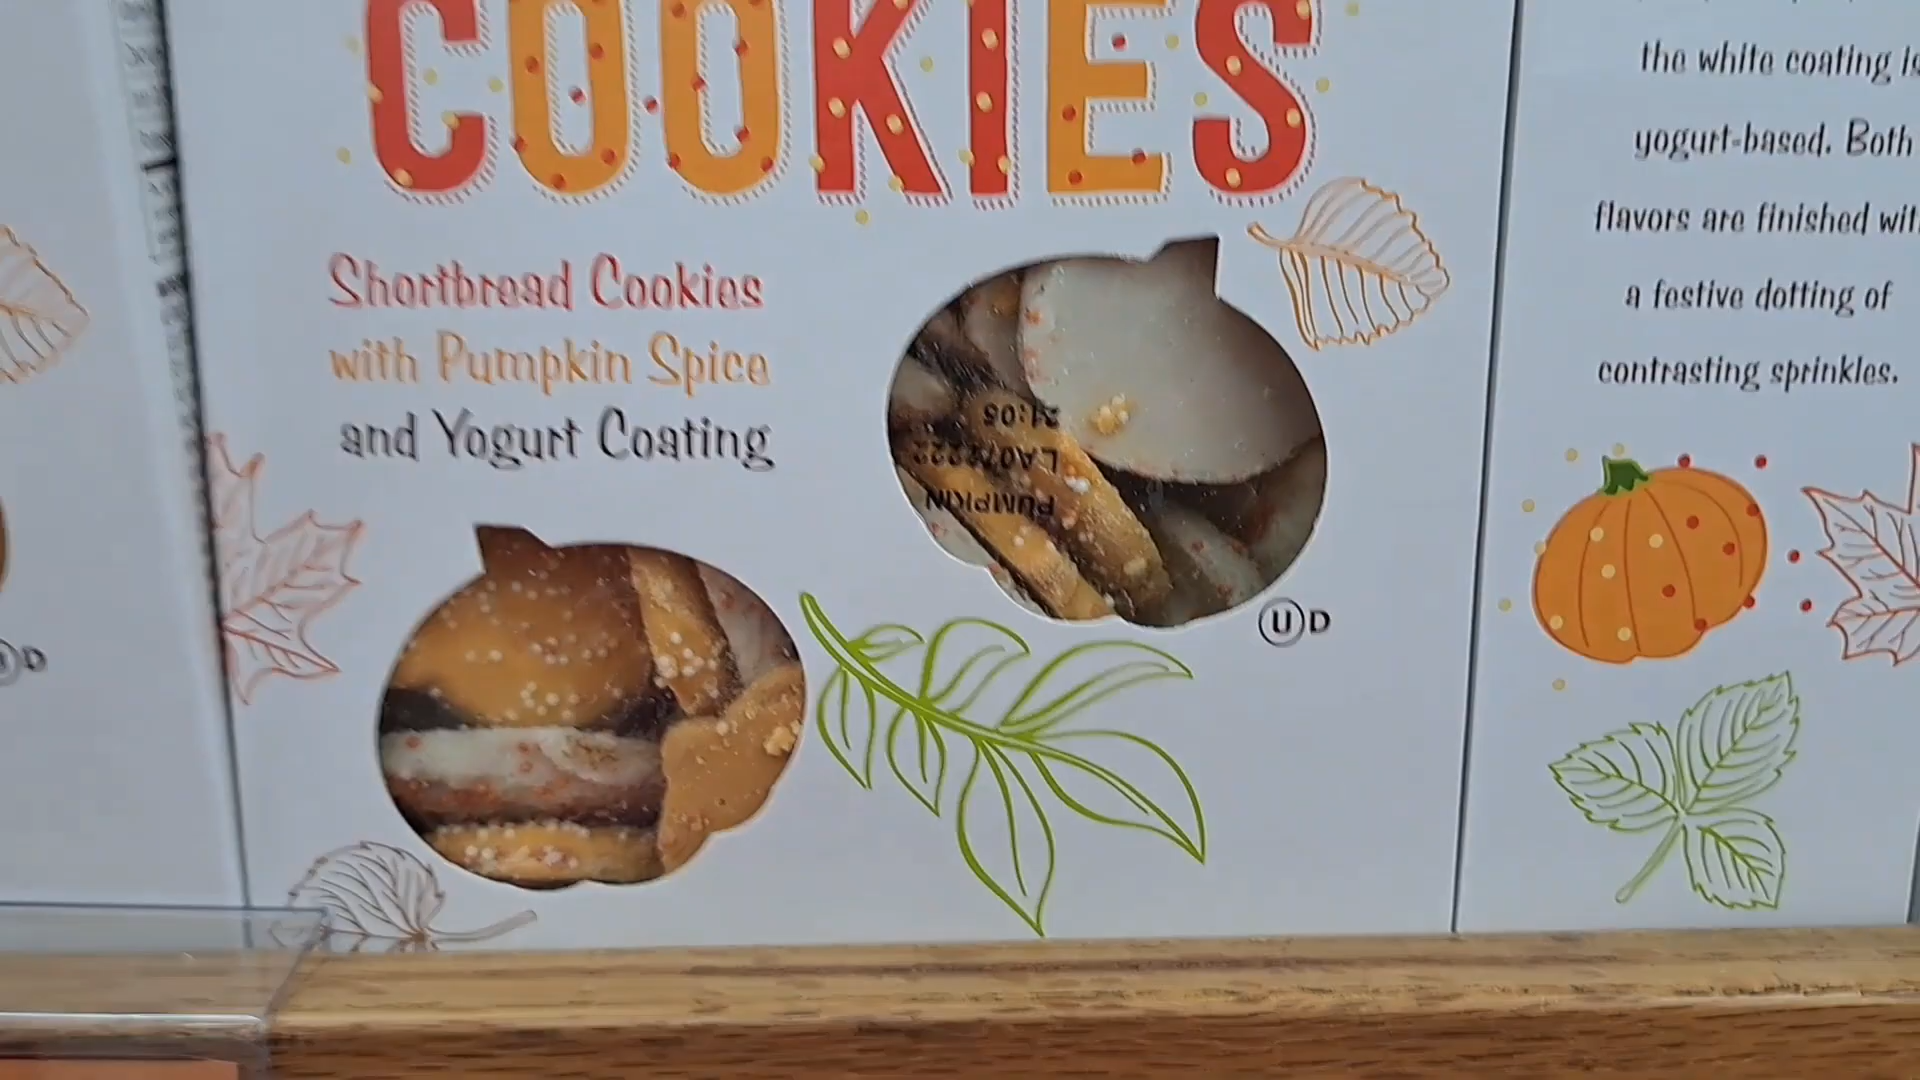 COOKIES
Shortbread Cookies
with Pumpkin Spice
and Yogurt Coating
21:05
PUMPKIN
U D
D
the white coating is
yogurt-based. Both
flavors are finished
a festive dotting of
contrasting sprinkles.